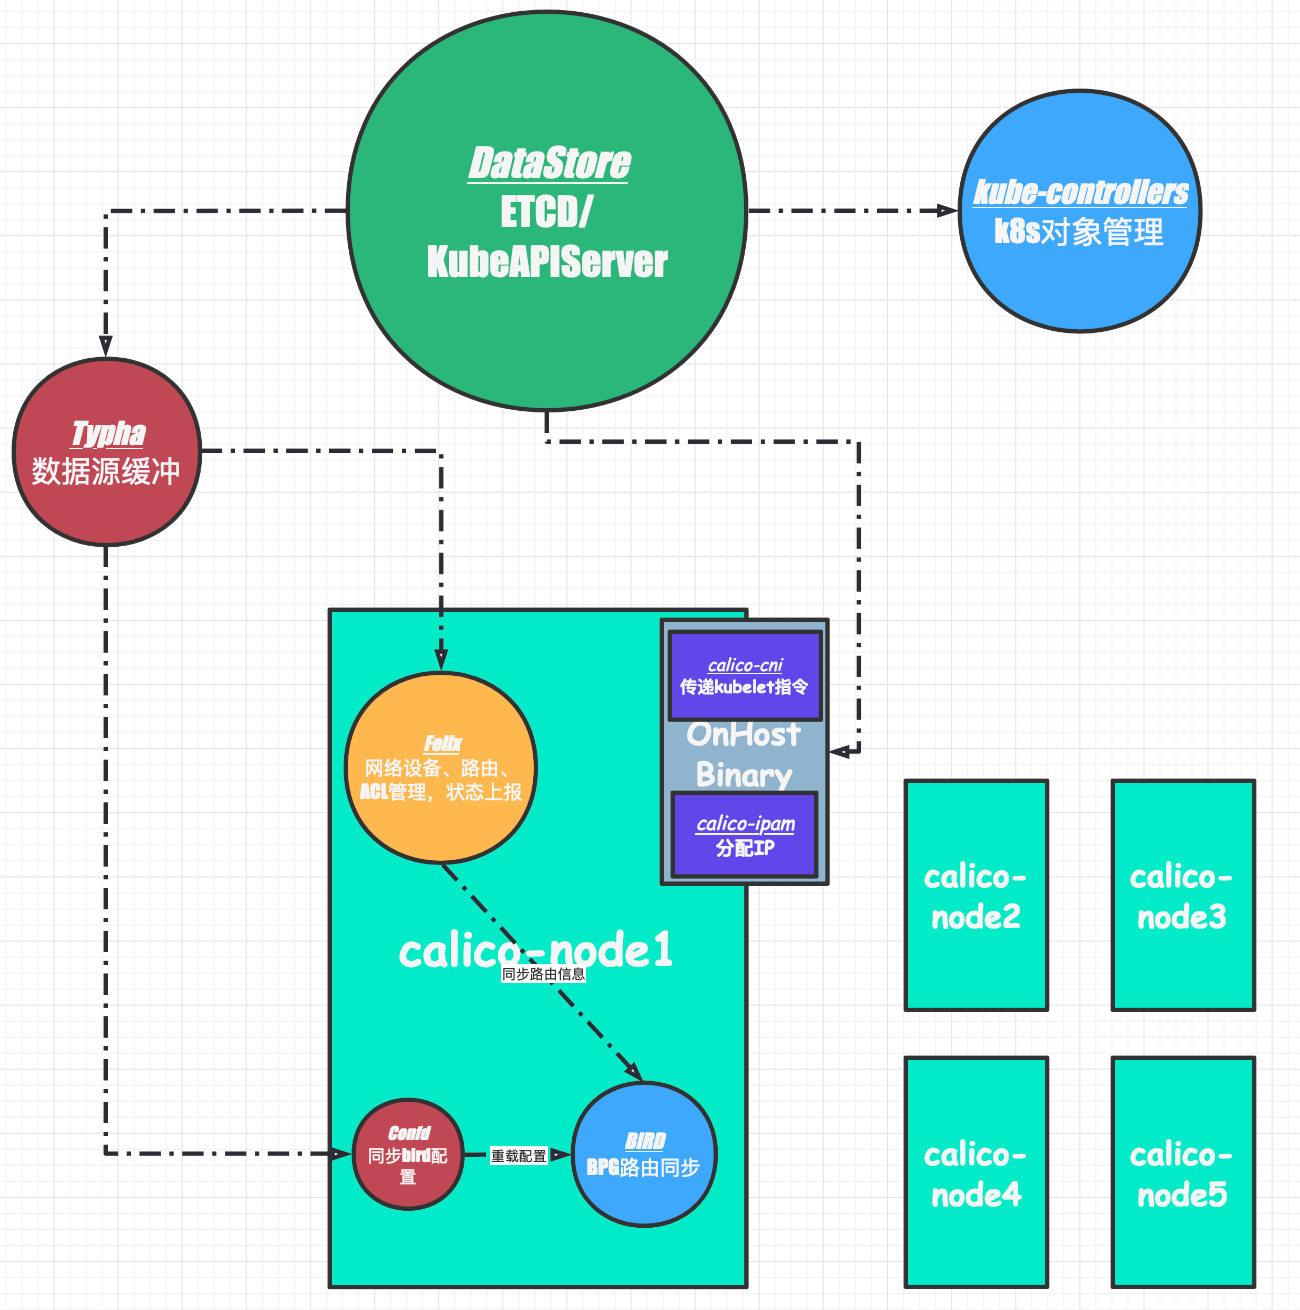 DataStore
ETCD/
KubeAPIServer
kube-controllers
k8s对象管理
Typha
数据源缓冲
calico-cni
传递kubelet指令
OnHost
Binary
calico-ipam
分配IP
Felix
网络设备、路由、
ACL管理，状态上报
calico-node1
同步路由信息
Confd
同步bird配
置
重载配置
BIRD
BPG路由同步
calico-
node2
calico-
node3
calico-
node4
calico-
node5